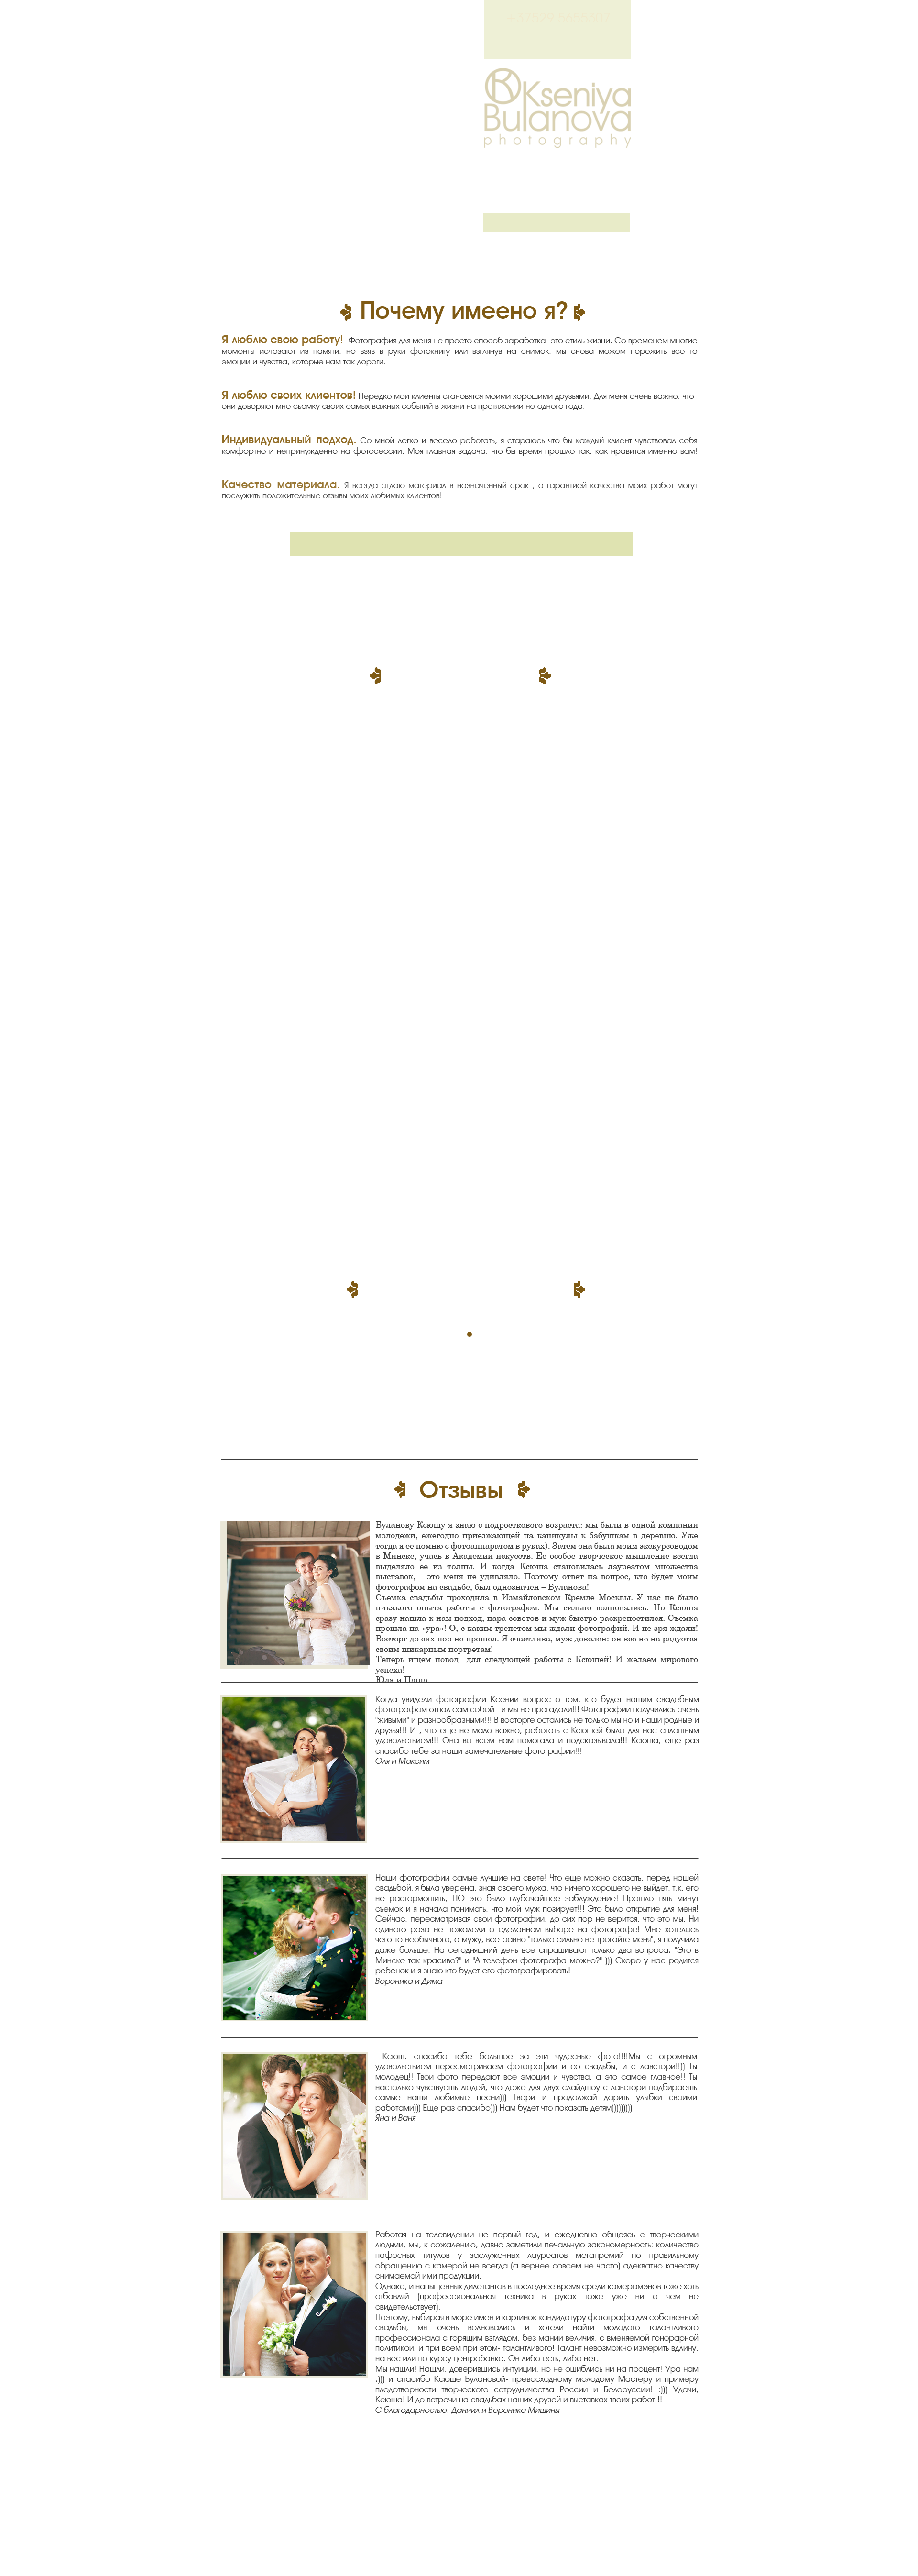 Kseniya
Bulanova
photography
Почему имеено я?
Я люблю свою работу! Фотография для меня не просто способ заработка- это стиль жизни. Со временем многие
моменты исчезают из памяти, но взяв в руки фотокнигу или взглянув на снимок, мы снова можем пережить все те
эмоции и чувства, которые нам так дороги.
Я люблю своих клиентов! Нередко мои клиенты становятся моими хорошими друзьями. Для меня очень важно, что
они доверяют мне съемку своих самых важных событий в жизни на протяжении не одного года.
Индивидуальный подход. Со мной легко и весело работать, я стараюсь что бы каждый клиент чувствовал себя
комфортно и непринужденно на фотосессии. Моя главная задача, что бы время прошло так, как нравится именно вам!
Качество материала. Я всегда отдаю материал в назначенный срок , а гарантией качества моих работ могут
послужить положительные отзывы моих любимых клиентов!
Отзывы
Буланову Ксюшу я знаю с подросткового возраста: мы были в одной компании
молодежи, ежегодно приезжающей на каникулы к бабушкам в деревню. Уже
тогда я ее помню с фотоаппаратом в руках). Затем она была моим экскурсоводом
в Минске, учась в Академии искусств. Ее особое творческое мышление всегда
выделяло ее из толпы. И когда Ксюша становилась лауреатом множества
выставок, – это меня не удивляло. Поэтому ответ на вопрос, кто будет моим
фотографом на свадьбе, был однозначен – Буланова!
Съемка свадьбы проходила в Измайловском Кремле Москвы. У нас не было
никакого опыта работы с фотографом. Мы сильно волновались. Но Ксюша
сразу нашла к нам подход, пара советов и муж быстро раскрепостился. Съемка
прошла на «ура»! О, с каким трепетом мы ждали фотографий. И не зря ждали!
Восторг до сих пор не прошел. Я счастлива, муж доволен: он все не на радуется
своим шикарным портретам!
Теперь ищем повод для следующей работы с Ксюшей! И желаем мирового
успеха!
Юля и Паша
Когда увидели фотографии Ксении вопрос о том, кто будет нашим свадебным
фотографом отпал сам собой - и мы не прогадали!!! Фотографии получились очень
"живыми" и разнообразными!!! В восторге остались не только мы но и наши родные и
друзья!!! И , что еще не мало важно, работать с Ксюшей было для нас сплошным
удовольствием!!! Она во всем нам помогала и подсказывала!!! Ксюша, еще раз
спасибо тебе за наши замечательные фотографии!!!
Оля и Максим
Наши фотографии самые лучшие на свете! Что еще можно сказать, перед нашей
свадьбой, я была уверена, зная своего мужа, что ничего хорошего не выйдет, т.к. его
не растормошить, НО это было глубочайшее заблуждение! Прошло пять минут
съемок и я начала понимать, что мой муж позирует!!! Это было открытие для меня!
Сейчас, пересматривая свои фотографии, до сих пор не верится, что это мы. Ни
единого раза не пожалели о сделанном выборе на фотографе! Мне хотелось
чего-то необычного, а мужу, все-равно "только сильно не трогайте меня", я получила
даже больше. На сегодняшний день все спрашивают только два вопроса: "Это в
Минске так красиво?" и "А телефон фотографа можно?" ))) Скоро у нас родится
ребенок и я знаю кто будет его фотографировать!
Вероника и Дима
Ксюш, спасибо тебе большое за эти чудесные фото!!!!Мы с огромным
удовольствием пересматриваем фотографии и со свадьбы, и с лавстори!!)) Ты
молодец!! Твои фото передают все эмоции и чувства, а это самое главное!! Ты
настолько чувствуешь людей, что даже для двух слайдшоу с лавстори подбираешь
самые наши любимые песни))) Твори и продолжай дарить улыбки своими
работами))) Еще раз спасибо))) Нам будет что показать детям)))))))))
Яна и Ваня
Работая на телевидении не первый год, и ежедневно общаясь с творческими
людьми, мы, к сожалению, давно заметили печальную закономерность: количество
пафосных титулов у заслуженных лауреатов мегапремий по правильному
обращению с камерой не всегда (а вернее совсем не часто) адекватно качеству
снимаемой ими продукции.
Однако, и напыщенных дилетантов в последнее время среди камерамэнов тоже хоть
отбавляй (профессиональная техника в руках тоже уже ни о чем не
свидетельствует).
Поэтому, выбирая в море имен и картинок кандидатуру фотографа для собственной
свадьбы, мы очень волновались и хотели найти молодого талантливого
профессионала с горящим взглядом, без мании величия, с вменяемой гонорарной
политикой, и при всем при этом- талантливого! Талант невозможно измерить вдлину,
на вес или по курсу центробанка. Он либо есть, либо нет.
Мы нашли! Нашли, доверившись интуиции, но не ошиблись ни на процент! Ура нам
:))) и спасибо Ксюше Булановой- превосходному молодому Мастеру и примеру
плодотворности творческого сотрудничества России и Белоруссии! :))) Удачи,
Ксюша! И до встречи на свадьбах наших друзей и выставках твоих работ!!!
С благодарностью, Даниил и Вероника Мишины